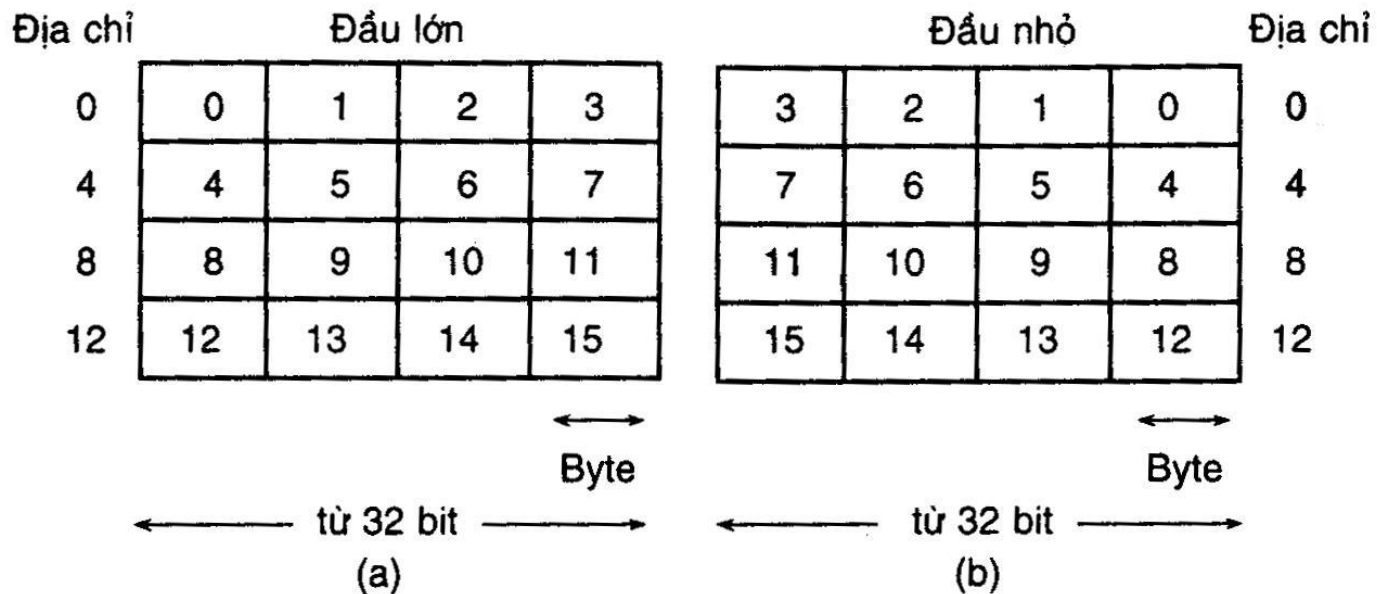 Địa chỉ Đầu lớn Đầu nhỏ Địa chỉ
0 0 1 2 3 3 2 1 0 0
4 4 5 6 7 7 6 5 4 4
8 8 9 10 11 11 10 9 8 8
12 12 13 14 15 15 14 13 12 12
Byte Byte
từ 32 bit từ 32 bit
(a) (b)